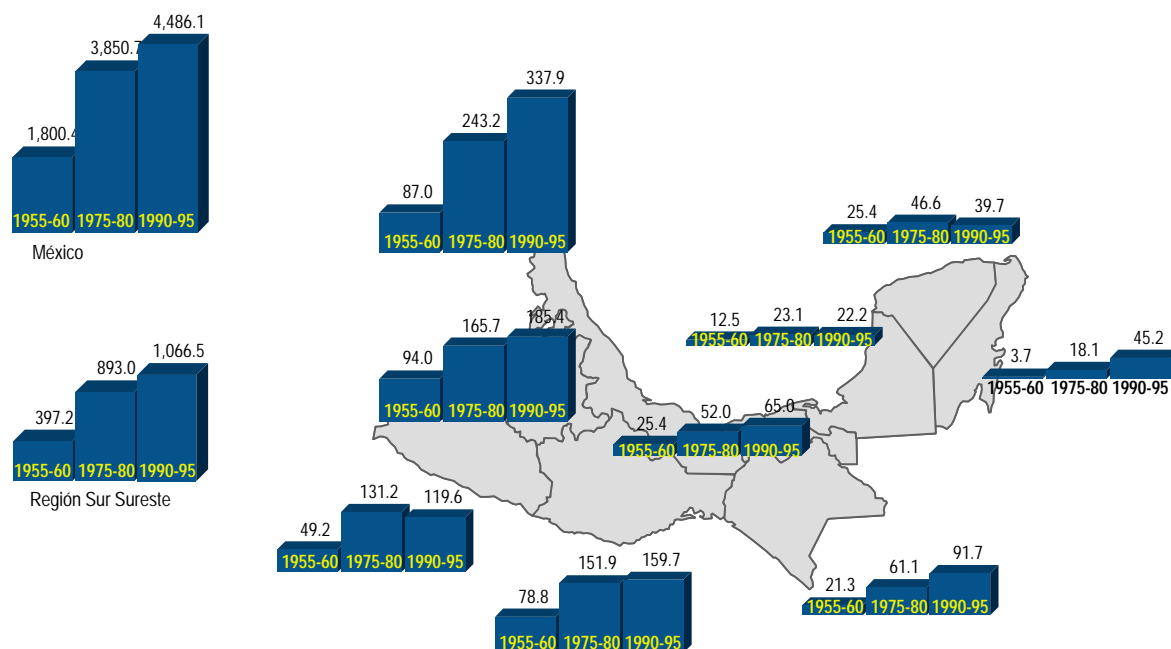 4,486.1
3,850.7
1,800.4
1955-60 1975-80 1990-95
México
337.9
243.2
87.0
1955-60 1975-80 1990-95
25.4 46.6 39.7
1955-60 1975-80 1990-95
12.5 23.1 22.2
1955-60 1975-80 1990-95
3.7 18.1 45.2
1955-60 1975-80 1990-95
94.0 165.7 185.4
1955-60 1975-80 1990-95
1,066.5
893.0
397.2
1955-60 1975-80 1990-95
Región Sur Sureste
25.4 52.0 65.0
1955-60 1975-80 1990-95
49.2 131.2 119.6
1955-60 1975-80 1990-95
78.8 151.9 159.7
1955-60 1975-80 1990-95
21.3 61.1 91.7
1955-60 1975-80 1990-95